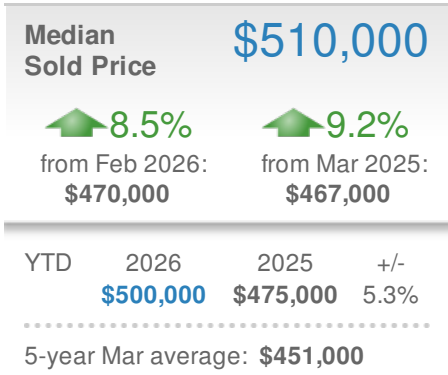 Median
Sold Price
$510,000
8.5%
9.2%
from Feb 2026:
from Mar 2025:
$470,000
$467,000
YTD 2026 2025 +/-
$500,000 $475,000 5.3%
5-year Mar average: $451,000